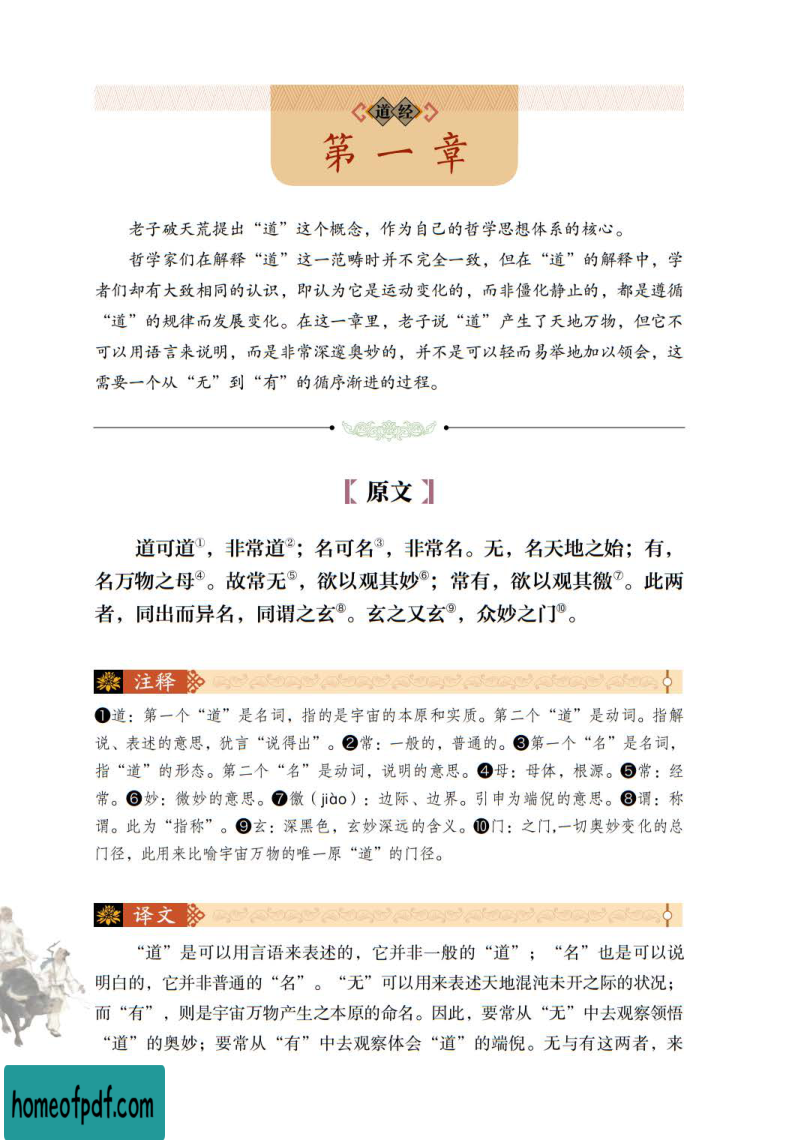 道经
第一章
老子破天荒提出“道”这个概念，作为自己的哲学思想体系的核心。
哲学家们在解释“道”这一范畴时并不完全一致，但在“道”的解释中，学
者们却有大致相同的认识，即认为它是运动变化的，而非僵化静止的，都是遵循
“道”的规律而发展变化。在这一章里，老子说“道”产生了天地万物，但它不
可以用语言来说明，而是非常深邃奥妙的，并不是可以轻而易举地加以领会，这
需要一个从“无”到“有”的循序渐进的过程。
【原文】
道可道①，非常道②；名可名③，非常名。无，名天地之始；有，
名万物之母④。故常无⑤，欲以观其妙⑥；常有，欲以观其徼⑦。此两
者，同出而异名，同谓之玄⑧。玄之又玄⑨，众妙之门⑩。
注释
❶道：第一个“道”是名词，指的是宇宙的本原和实质。第二个“道”是动词。指解
说、表述的意思，犹言“说得出”。❷常：一般的，普通的。❸第一个“名”是名词，
指“道”的形态。第二个“名”是动词，说明的意思。❹母：母体，根源。❺常：经
常。❻妙：微妙的意思。❼徼（jiào）：边际、边界。引申为端倪的意思。❽谓：称
谓。此为“指称”。❾玄：深黑色，玄妙深远的含义。❿门：之门,一切奥妙变化的总
门径，此用来比喻宇宙万物的唯一原“道”的门径。
译文
“道”是可以用言语来表述的，它并非一般的“道”；“名”也是可以说
明白的，它并非普通的“名”。“无”可以用来表述天地混沌未开之际的状况；
而“有”，则是宇宙万物产生之本原的命名。因此，要常从“无”中去观察领悟
“道”的奥妙；要常从“有”中去观察体会“道”的端倪。无与有这两者，来
homeofpdf.com